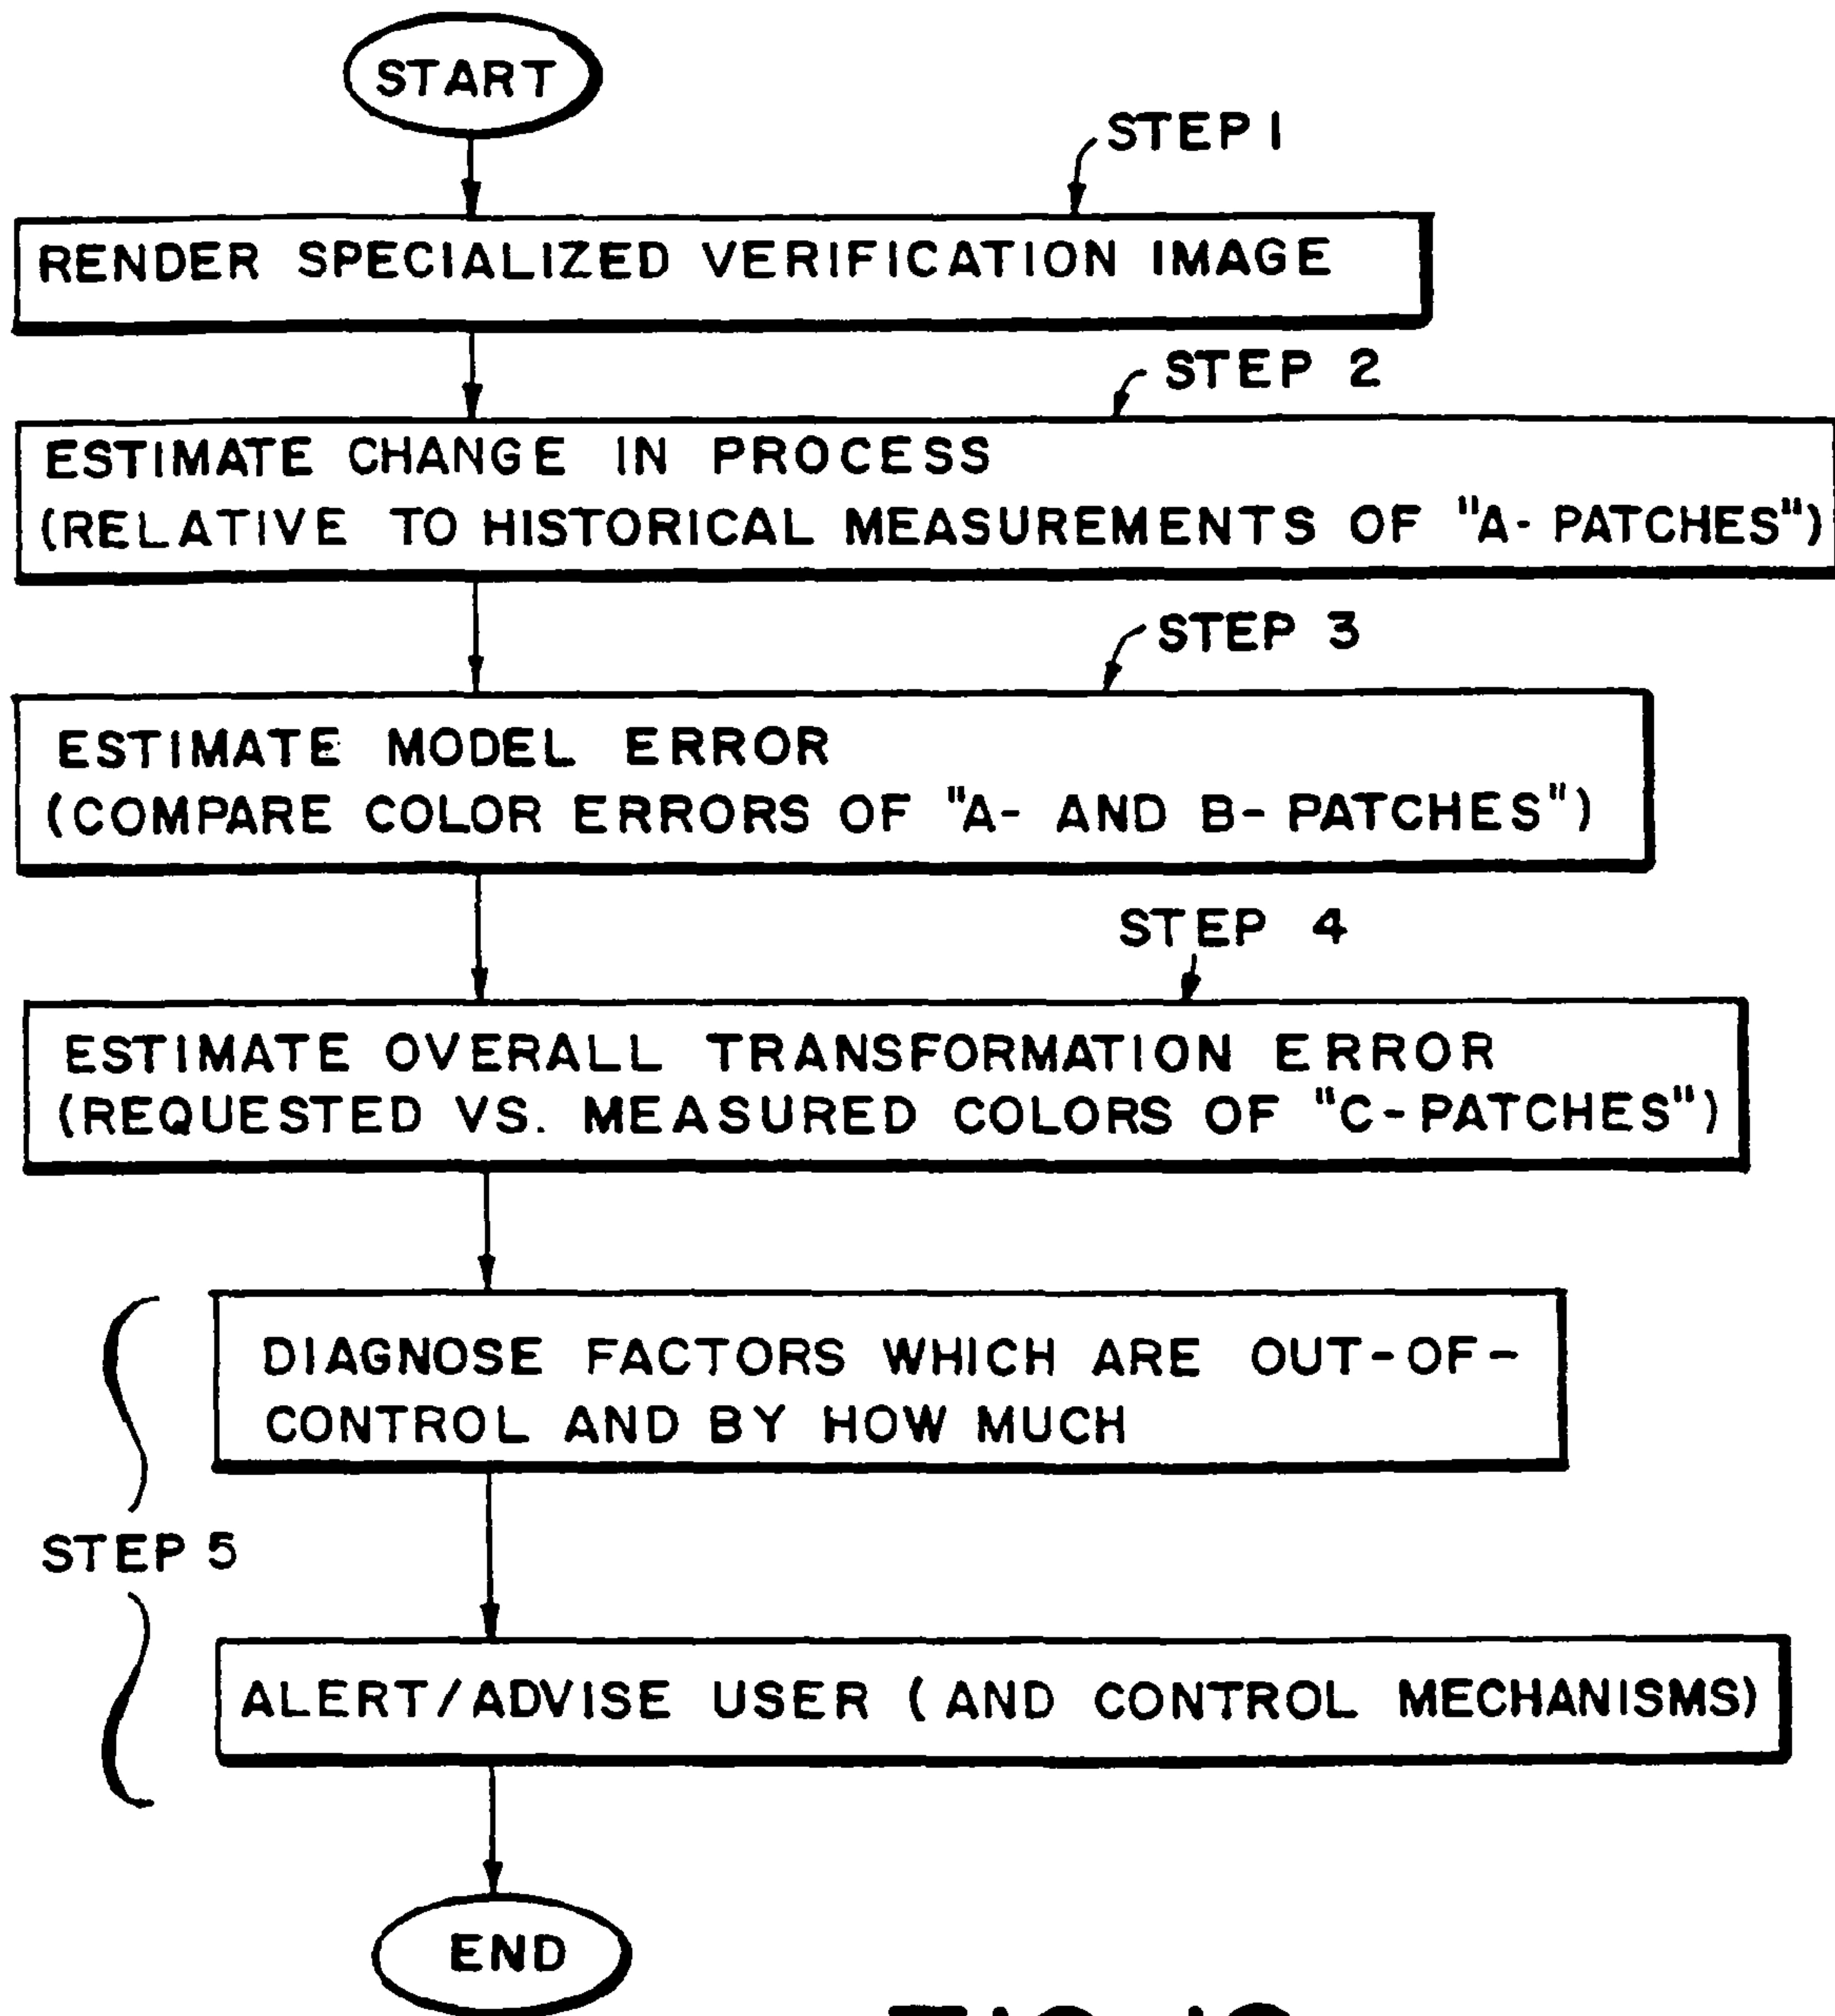 START
STEP 1
RENDER SPECIALIZED VERIFICATION IMAGE
STEP 2
ESTIMATE CHANGE IN PROCESS
(RELATIVE TO HISTORICAL MEASUREMENTS OF "A- PATCHES")
STEP 3
ESTIMATE MODEL ERROR
(COMPARE COLOR ERRORS OF "A- AND B- PATCHES")
STEP 4
ESTIMATE OVERALL TRANSFORMATION ERROR
(REQUESTED VS. MEASURED COLORS OF "C-PATCHES")
DIAGNOSE FACTORS WHICH ARE OUT-OF-
CONTROL AND BY HOW MUCH
STEP 5
ALERT/ADVISE USER (AND CONTROL MECHANISMS)
END